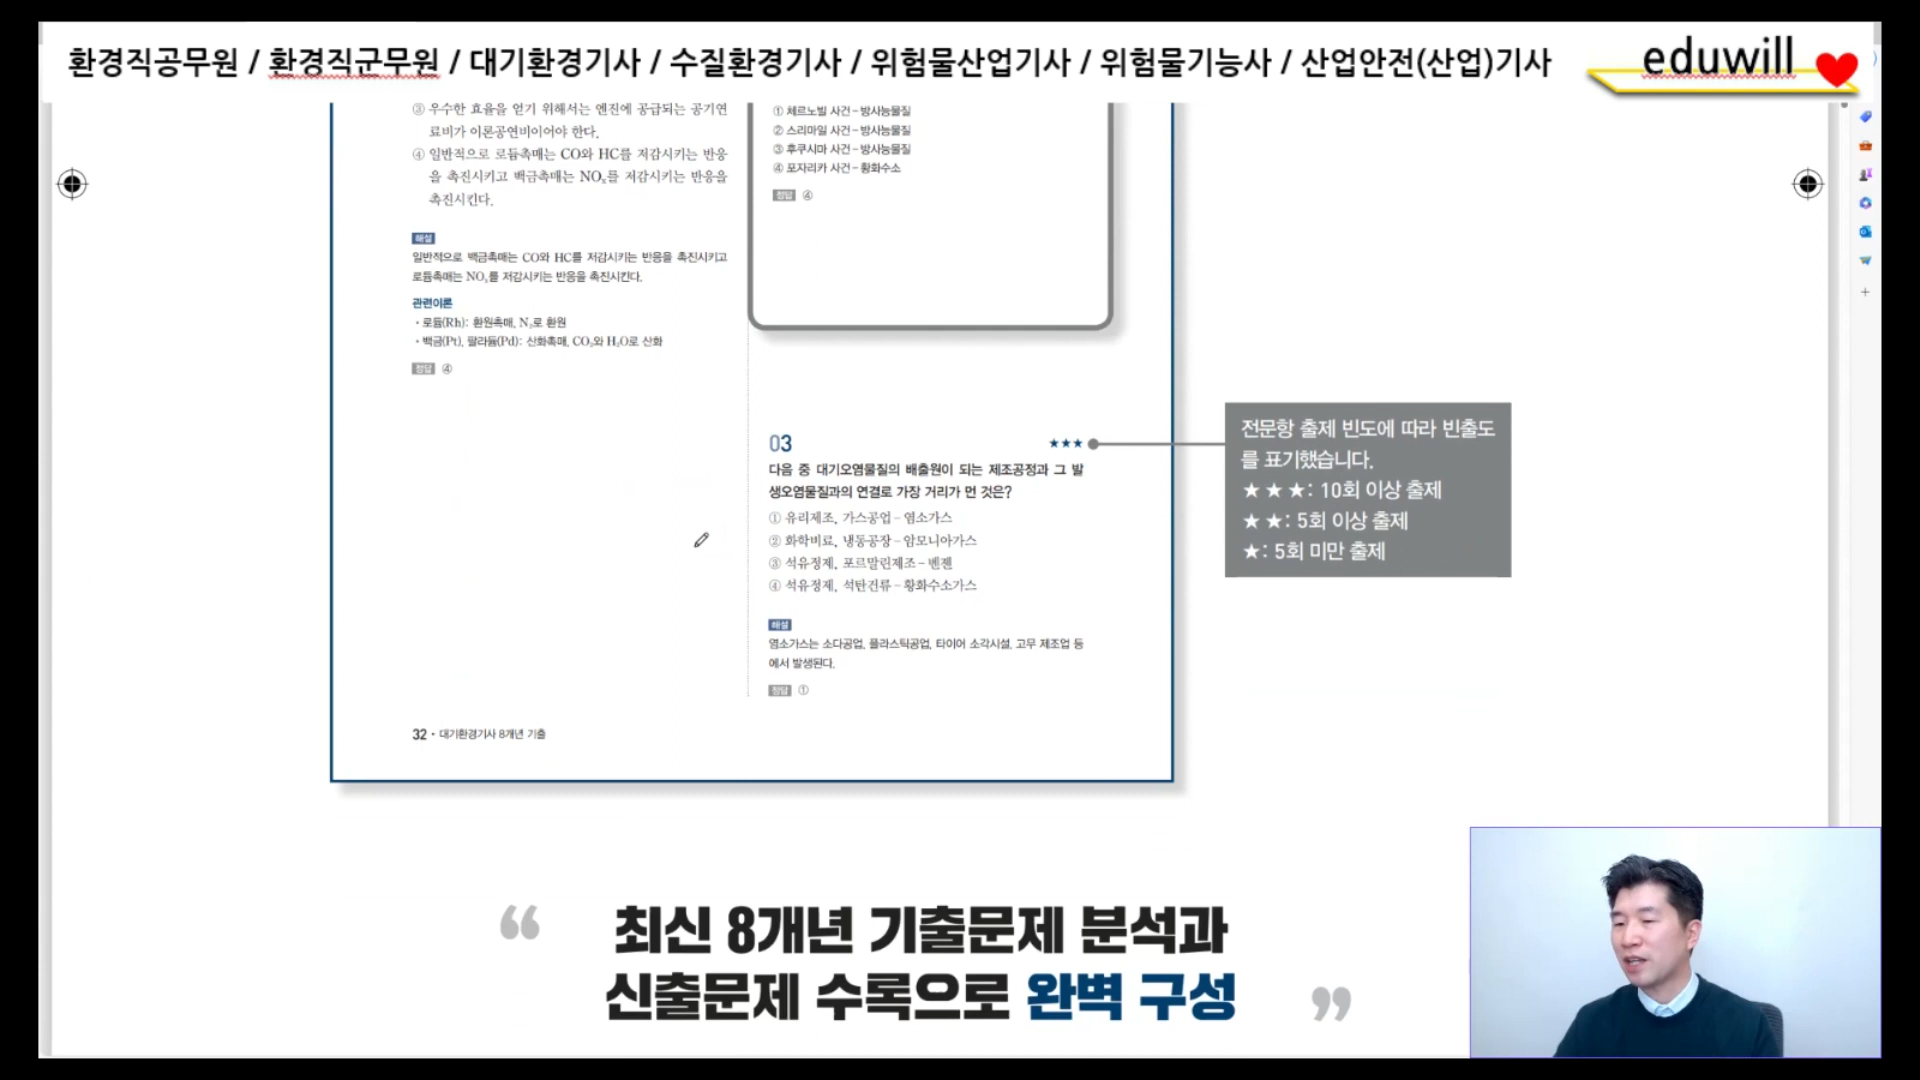 환경직공무원 / 환경직군무원 / 대기환경기사 / 수질환경기사 / 위험물산업기사 / 위험물기능사 / 산업안전(산업)기사
eduwill
③ 우수한 효율을 얻기 위해서는 엔진에 공급되는 공기연
료비가 이론공연비이어야 한다.
④ 일반적으로 로듐촉매는 CO와 HC를 저감시키는 반응
을 촉진시키고 백금촉매는 NOx를 저감시키는 반응을
촉진시킨다.
해설
일반적으로 백금촉매는 CO와 HC를 저감시키는 반응을 촉진시키고
로듐촉매는 NOx를 저감시키는 반응을 촉진시킨다.
관련이론
· 로듐(Rh): 환원촉매, N₂로 환원
· 백금(Pt), 팔라듐(Pd): 산화촉매, CO₂와 H₂O로 산화
정답 ④
① 체르노빌 사건-방사능물질
② 스리마일 사건-방사능물질
③ 후쿠시마 사건-방사능물질
④ 포자리카 사건-황화수소
정답 ④
03 ★★★
다음 중 대기오염물질의 배출원이 되는 제조공정과 그 발
생오염물질과의 연결로 가장 거리가 먼 것은?
① 유리제조, 가스공업-염소가스
② 화학비료, 냉동공장-암모니아가스
③ 석유정제, 포르말린제조-벤젠
④ 석유정제, 석탄건류-황화수소가스
해설
염소가스는 소다공업, 플라스틱공업, 타이어 소각시설, 고무 제조업 등
에서 발생된다.
정답 ①
32 · 대기환경기사 8개년 기출
전문항 출제 빈도에 따라 빈출도
를 표기했습니다.
★ ★ ★: 10회 이상 출제
★ ★: 5회 이상 출제
★: 5회 미만 출제
“ 최신 8개년 기출문제 분석과
신출문제 수록으로 완벽 구성 ”